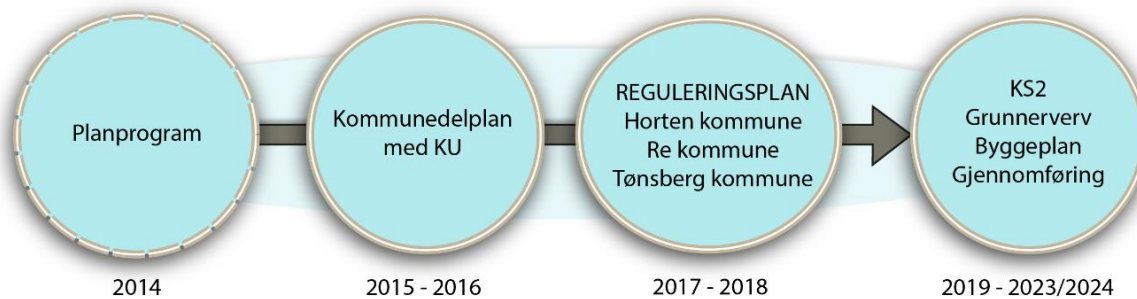 Planprogram
2014
Kommunedelplan
med KU
2015 - 2016
REGULERINGSPLAN
Horten kommune
Re kommune
Tønsberg kommune
2017 - 2018
KS2
Grunnerverv
Byggeplan
Gjennomføring
2019 - 2023/2024